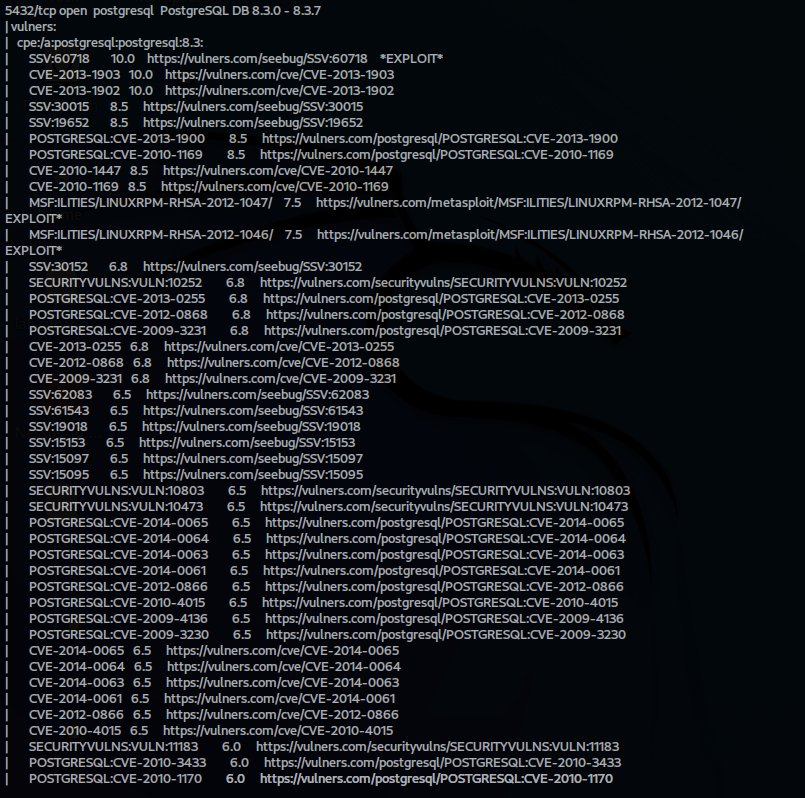 5432/tcp open postgresql PostgreSQL DB 8.3.0 - 8.3.7
| vulners:
| cpe:/a:postgresql:postgresql:8.3:
| SSV:60718 10.0 https://vulners.com/seebug/SSV:60718 *EXPLOIT*
| CVE-2013-1903 10.0 https://vulners.com/cve/CVE-2013-1903
| CVE-2013-1902 10.0 https://vulners.com/cve/CVE-2013-1902
| SSV:30015 8.5 https://vulners.com/seebug/SSV:30015
| SSV:19652 8.5 https://vulners.com/seebug/SSV:19652
| POSTGRESQL:CVE-2013-1900 8.5 https://vulners.com/postgresql/POSTGRESQL:CVE-2013-1900
| POSTGRESQL:CVE-2010-1169 8.5 https://vulners.com/postgresql/POSTGRESQL:CVE-2010-1169
| CVE-2010-1447 8.5 https://vulners.com/cve/CVE-2010-1447
| CVE-2010-1169 8.5 https://vulners.com/cve/CVE-2010-1169
| MSF:ILITIES/LINUXRPM-RHSA-2012-1047/ 7.5 https://vulners.com/metasploit/MSF:ILITIES/LINUXRPM-RHSA-2012-1047/
EXPLOIT*
| MSF:ILITIES/LINUXRPM-RHSA-2012-1046/ 7.5 https://vulners.com/metasploit/MSF:ILITIES/LINUXRPM-RHSA-2012-1046/
EXPLOIT*
| SSV:30152 6.8 https://vulners.com/seebug/SSV:30152
| SECURITYVULNS:VULN:10252 6.8 https://vulners.com/securityvulns/SECURITYVULNS:VULN:10252
| POSTGRESQL:CVE-2013-0255 6.8 https://vulners.com/postgresql/POSTGRESQL:CVE-2013-0255
| POSTGRESQL:CVE-2012-0868 6.8 https://vulners.com/postgresql/POSTGRESQL:CVE-2012-0868
| POSTGRESQL:CVE-2009-3231 6.8 https://vulners.com/postgresql/POSTGRESQL:CVE-2009-3231
| CVE-2013-0255 6.8 https://vulners.com/cve/CVE-2013-0255
| CVE-2012-0868 6.8 https://vulners.com/cve/CVE-2012-0868
| CVE-2009-3231 6.8 https://vulners.com/cve/CVE-2009-3231
| SSV:62083 6.5 https://vulners.com/seebug/SSV:62083
| SSV:61543 6.5 https://vulners.com/seebug/SSV:61543
| SSV:19018 6.5 https://vulners.com/seebug/SSV:19018
| SSV:15153 6.5 https://vulners.com/seebug/SSV:15153
| SSV:15097 6.5 https://vulners.com/seebug/SSV:15097
| SSV:15095 6.5 https://vulners.com/seebug/SSV:15095
| SECURITYVULNS:VULN:10803 6.5 https://vulners.com/securityvulns/SECURITYVULNS:VULN:10803
| SECURITYVULNS:VULN:10473 6.5 https://vulners.com/securityvulns/SECURITYVULNS:VULN:10473
| POSTGRESQL:CVE-2014-0065 6.5 https://vulners.com/postgresql/POSTGRESQL:CVE-2014-0065
| POSTGRESQL:CVE-2014-0064 6.5 https://vulners.com/postgresql/POSTGRESQL:CVE-2014-0064
| POSTGRESQL:CVE-2014-0063 6.5 https://vulners.com/postgresql/POSTGRESQL:CVE-2014-0063
| POSTGRESQL:CVE-2014-0061 6.5 https://vulners.com/postgresql/POSTGRESQL:CVE-2014-0061
| POSTGRESQL:CVE-2012-0866 6.5 https://vulners.com/postgresql/POSTGRESQL:CVE-2012-0866
| POSTGRESQL:CVE-2010-4015 6.5 https://vulners.com/postgresql/POSTGRESQL:CVE-2010-4015
| POSTGRESQL:CVE-2009-4136 6.5 https://vulners.com/postgresql/POSTGRESQL:CVE-2009-4136
| POSTGRESQL:CVE-2009-3230 6.5 https://vulners.com/postgresql/POSTGRESQL:CVE-2009-3230
| CVE-2014-0065 6.5 https://vulners.com/cve/CVE-2014-0065
| CVE-2014-0064 6.5 https://vulners.com/cve/CVE-2014-0064
| CVE-2014-0063 6.5 https://vulners.com/cve/CVE-2014-0063
| CVE-2014-0061 6.5 https://vulners.com/cve/CVE-2014-0061
| CVE-2012-0866 6.5 https://vulners.com/cve/CVE-2012-0866
| CVE-2010-4015 6.5 https://vulners.com/cve/CVE-2010-4015
| SECURITYVULNS:VULN:11183 6.0 https://vulners.com/securityvulns/SECURITYVULNS:VULN:11183
| POSTGRESQL:CVE-2010-3433 6.0 https://vulners.com/postgresql/POSTGRESQL:CVE-2010-3433
| POSTGRESQL:CVE-2010-1170 6.0 https://vulners.com/postgresql/POSTGRESQL:CVE-2010-1170